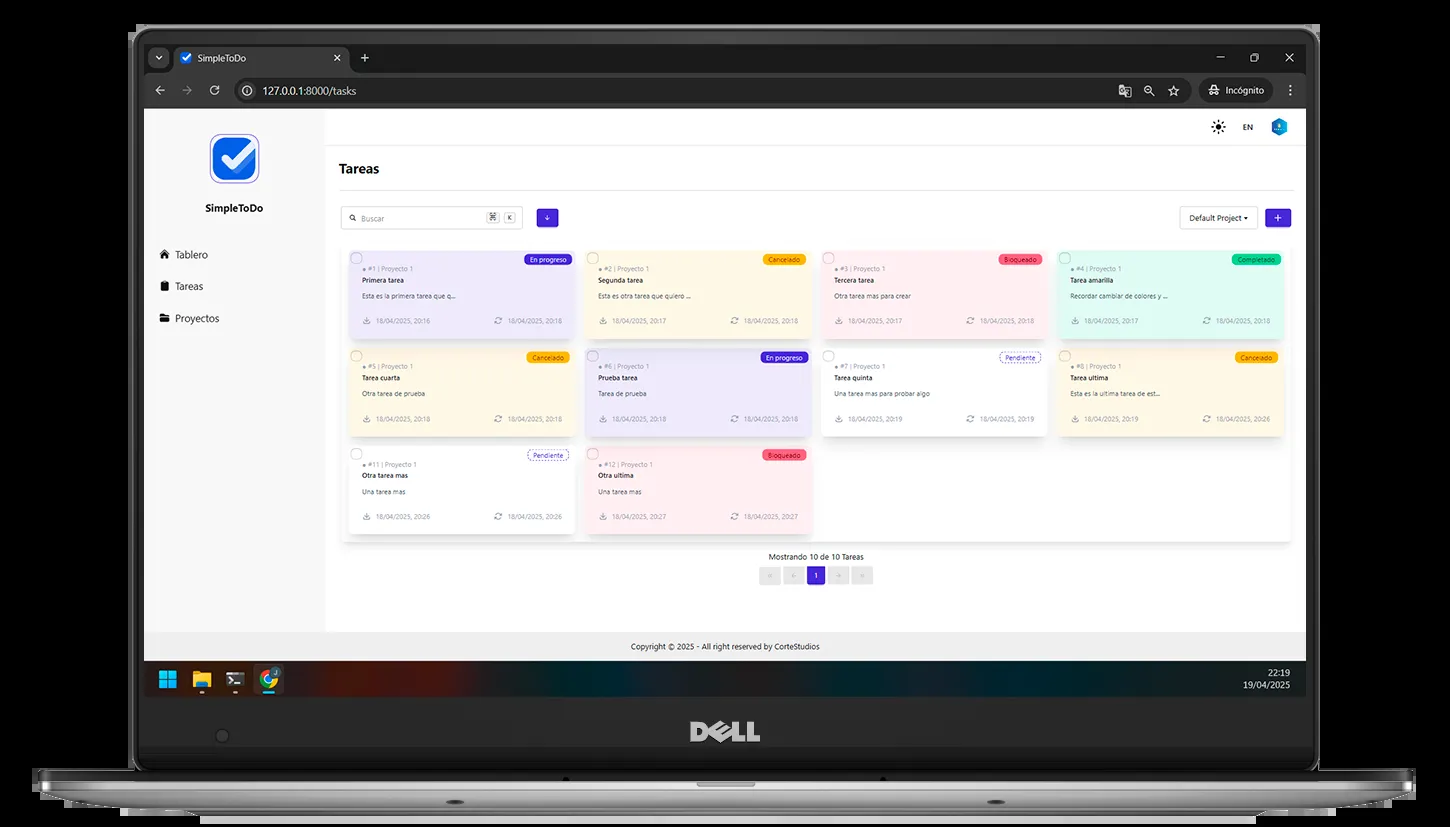 SimpleToDo
127.0.0.1:8000/tasks
Incógnito
EN
SimpleToDo
Tablero
Tareas
Proyectos
Tareas
Buscar
⌘ K
Default Project
En progreso
#1 | Proyecto 1
Primera tarea
Esta es la primera tarea que q...
18/04/2025, 20:16 18/04/2025, 20:18
Cancelado
#2 | Proyecto 1
Segunda tarea
Esta es otra tarea que quiero ...
18/04/2025, 20:17 18/04/2025, 20:18
Bloqueado
#3 | Proyecto 1
Tercera tarea
Otra tarea mas para crear
18/04/2025, 20:17 18/04/2025, 20:18
Completado
#4 | Proyecto 1
Tarea amarilla
Recordar cambiar de colores y ...
18/04/2025, 20:17 18/04/2025, 20:18
Cancelado
#5 | Proyecto 1
Tarea cuarta
Otra tarea de prueba
18/04/2025, 20:18 18/04/2025, 20:18
En progreso
#6 | Proyecto 1
Prueba tarea
Tarea de prueba
18/04/2025, 20:18 18/04/2025, 20:18
Pendiente
#7 | Proyecto 1
Tarea quinta
Una tarea mas para probar algo
18/04/2025, 20:19 18/04/2025, 20:19
Cancelado
#8 | Proyecto 1
Tarea ultima
Esta es la ultima tarea de est...
18/04/2025, 20:19 18/04/2025, 20:26
Pendiente
#11 | Proyecto 1
Otra tarea mas
Una tarea mas
18/04/2025, 20:26 18/04/2025, 20:26
Bloqueado
#12 | Proyecto 1
Otra ultima
Una tarea mas
18/04/2025, 20:27 18/04/2025, 20:27
Mostrando 10 de 10 Tareas
1
Copyright © 2025 - All right reserved by CorteStudios
22:19
19/04/2025
DELL